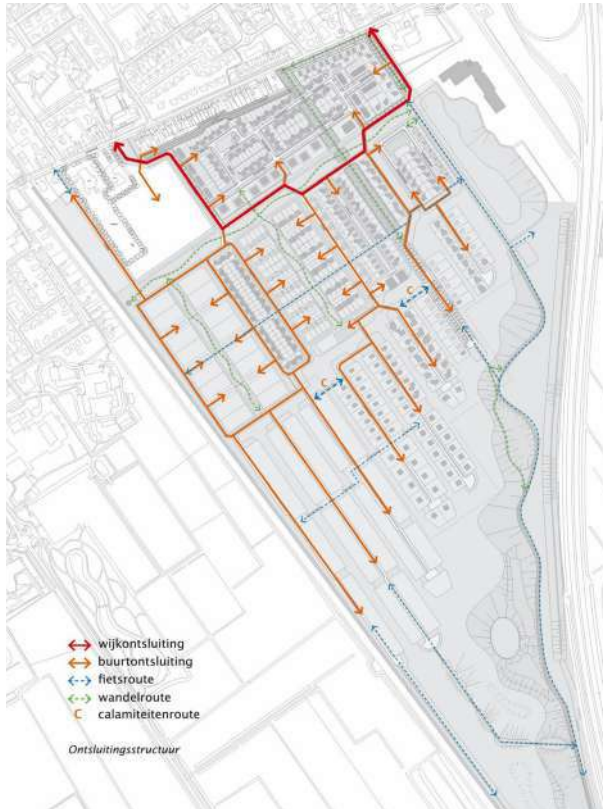 C
C
wijkontsluiting
buurtontsluiting
fietsroute
wandelroute
C calamiteitenroute
Ontsluitingsstructuur